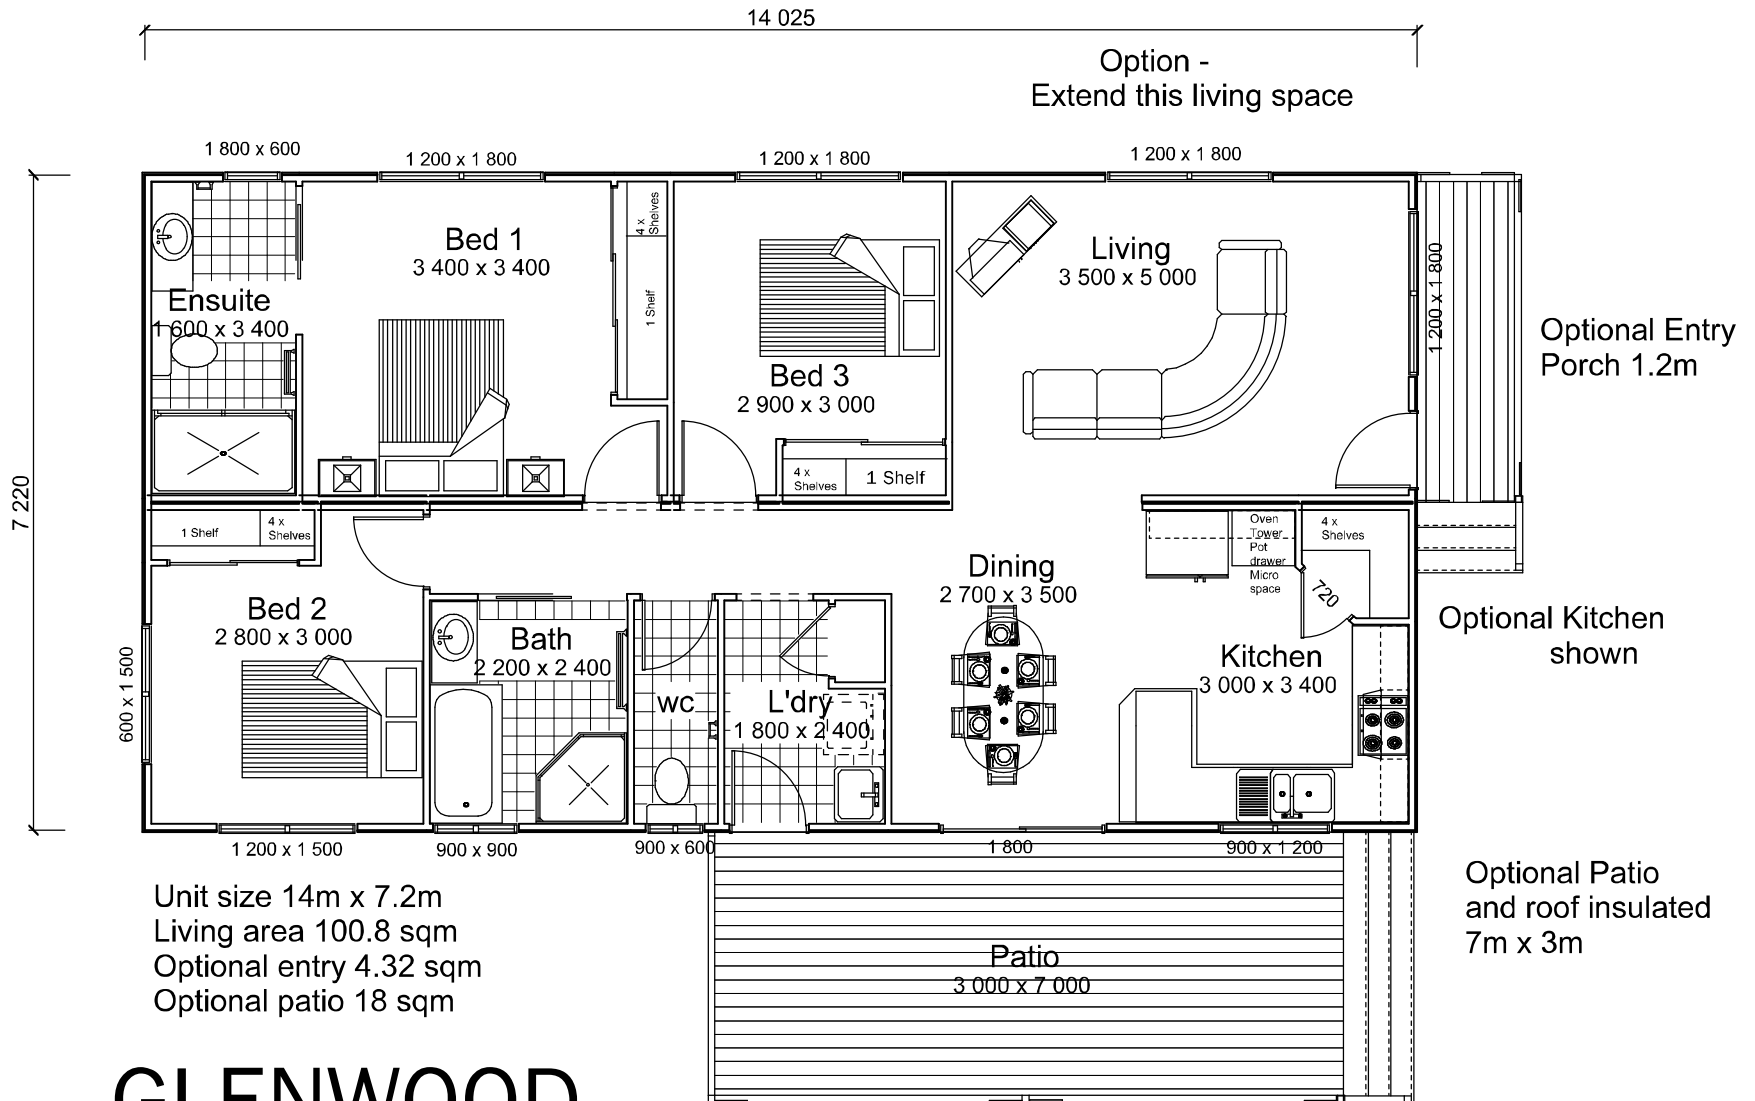 14 025
Option -
Extend this living space
1 800 x 600
1 200 x 1 800
1 200 x 1 800
1 200 x 1 800
7 220
4 x
Shelves
1 Shelf
Bed 1
3 400 x 3 400
Ensuite
1 600 x 3 400
Bed 3
2 900 x 3 000
4 x
Shelves
1 Shelf
Living
3 500 x 5 000
1 200 x 1 800
Optional Entry
Porch 1.2m
1 Shelf
4 x
Shelves
Bed 2
2 800 x 3 000
600 x 1 500
Bath
2 200 x 2 400
wc
L'dry
1 800 x 2 400
Dining
2 700 x 3 500
Oven
Tower
Pot
drawer
Micro
space
4 x
Shelves
720
Kitchen
3 000 x 3 400
Optional Kitchen
shown
1 200 x 1 500
900 x 900
900 x 600
1 800
900 x 1 200
Unit size 14m x 7.2m
Living area 100.8 sqm
Optional entry 4.32 sqm
Optional patio 18 sqm
Patio
3 000 x 7 000
Optional Patio
and roof insulated
7m x 3m
GLENWOOD